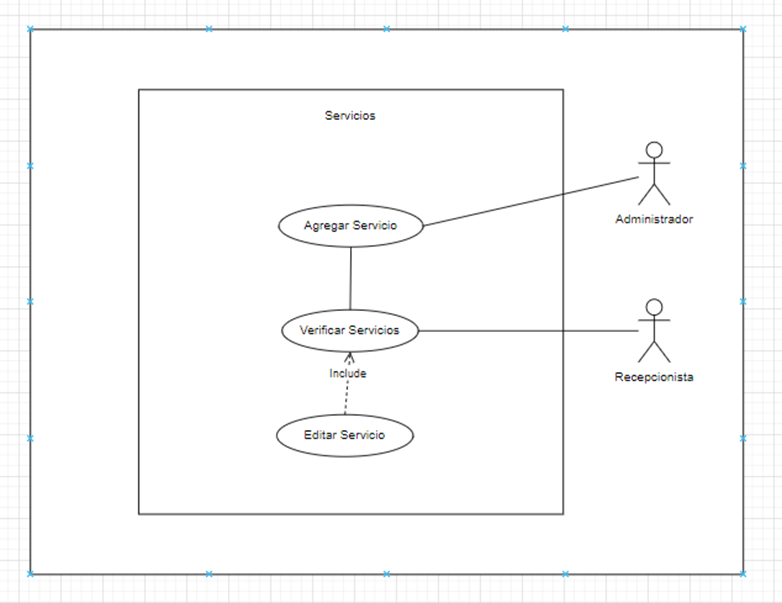 Servicios
Agregar Servicio
Administrador
Verificar Servicios
Include
Recepcionista
Editar Servicio